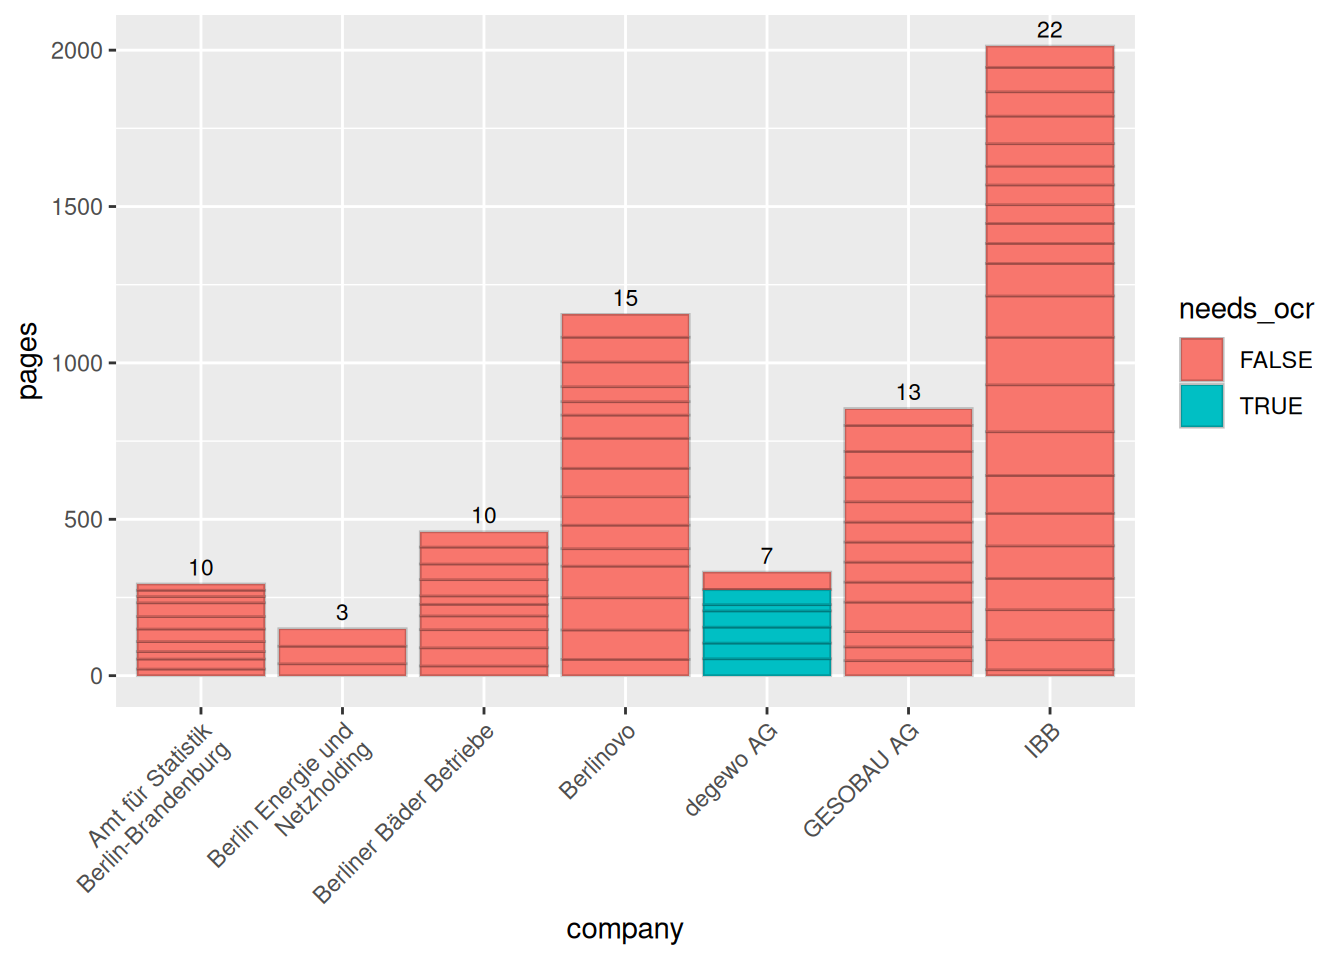 22
2000
1500
15
needs_ocr
FALSE
TRUE
pages
1000
13
10
500
7
10
3
0
Amt für Statistik
Berlin-Brandenburg
Berlin Energie und
Netzholding
Berliner Bäder Betriebe
Berlinovo
degewo AG
GESOBAU AG
IBB
company